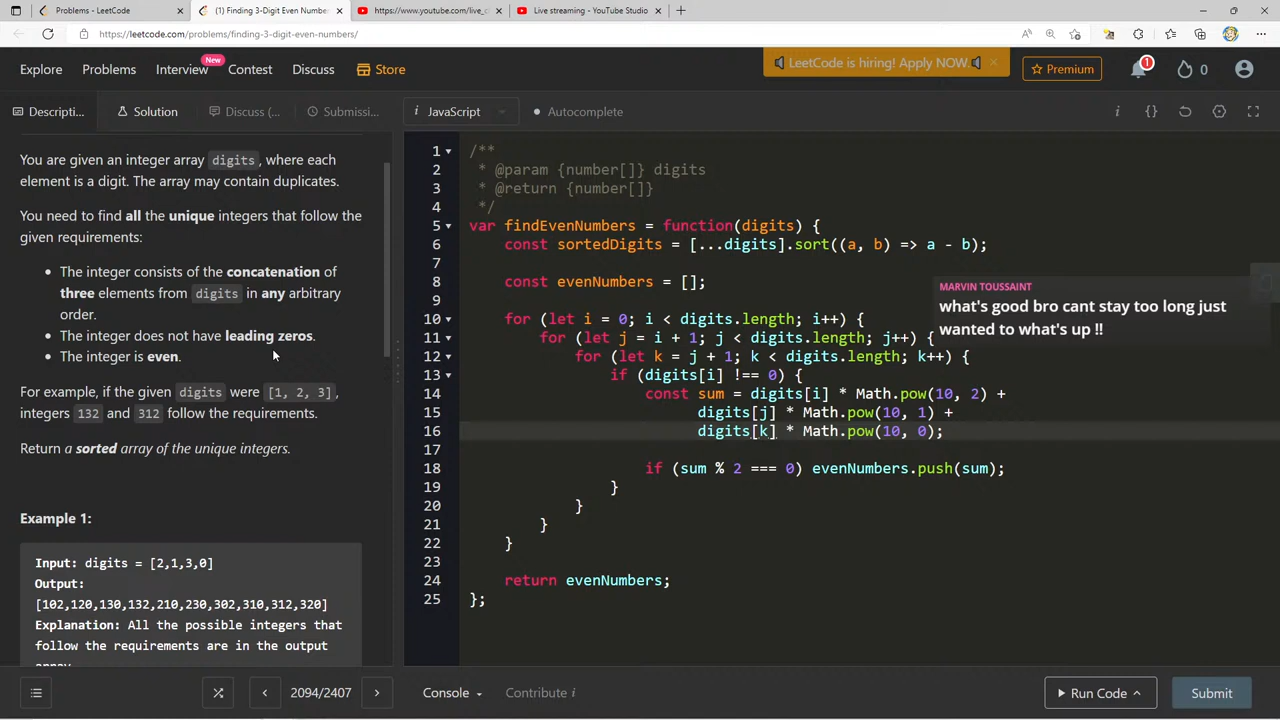 Problems - LeetCode
(1) Finding 3-Digit Even Number
https://www.youtube.com/live_c
Live streaming - YouTube Studio
https://leetcode.com/problems/finding-3-digit-even-numbers/
Explore
Problems
Interview
New
Contest
Discuss
Store
LeetCode is hiring! Apply NOW.
Premium
1
0
Descripti...
Solution
Discuss (...
Submissi...
i
JavaScript
Autocomplete
You are given an integer array digits, where each
element is a digit. The array may contain duplicates.
You need to find all the unique integers that follow the
given requirements:
The integer consists of the concatenation of
three elements from digits in any arbitrary
order.
The integer does not have leading zeros.
The integer is even.
For example, if the given digits were [1, 2, 3],
integers 132 and 312 follow the requirements.
Return a sorted array of the unique integers.
Example 1:
Input: digits = [2,1,3,0]
Output:
[102,120,130,132,210,230,302,310,312,320]
Explanation: All the possible integers that
follow the requirements are in the output
array.
1 /**
2 * @param {number[]} digits
3 * @return {number[]}
4 */
5 var findEvenNumbers = function(digits) {
6 const sortedDigits = [...digits].sort((a, b) => a - b);
7
8 const evenNumbers = [];
9
10 for (let i = 0; i < digits.length; i++) {
11 for (let j = i + 1; j < digits.length; j++) {
12 for (let k = j + 1; k < digits.length; k++) {
13 if (digits[i] !== 0) {
14 const sum = digits[i] * Math.pow(10, 2) +
15 digits[j] * Math.pow(10, 1) +
16 digits[k] * Math.pow(10, 0);
17
18 if (sum % 2 === 0) evenNumbers.push(sum);
19 }
20 }
21 }
22 }
23
24 return evenNumbers;
25 };
MARVIN TOUSSAINT
what's good bro cant stay too long just
wanted to what's up !!
2094/2407
Console
Contribute i
Run Code
Submit